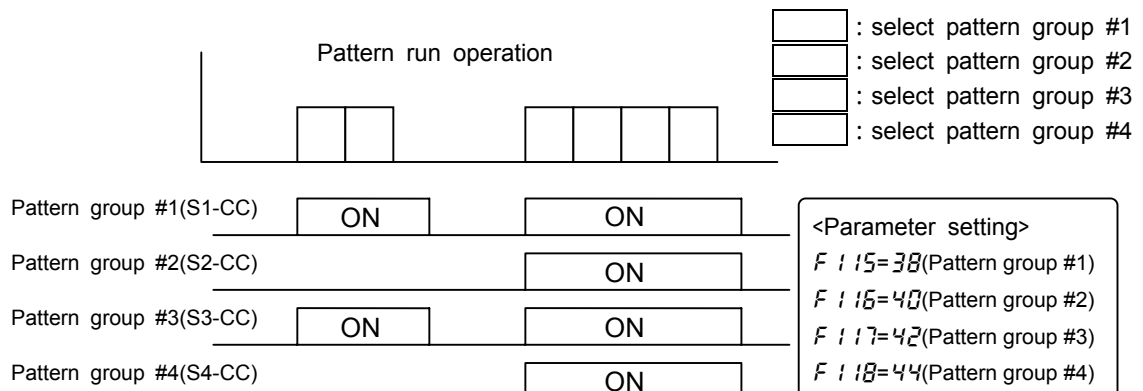 : select pattern group #1
Pattern run operation
: select pattern group #2
: select pattern group #3
: select pattern group #4
Pattern group #1(S1-CC)
ON
ON
Pattern group #2(S2-CC)
ON
Pattern group #3(S3-CC)
ON
ON
Pattern group #4(S4-CC)
ON
<Parameter setting>
F115=38(Pattern group #1)
F116=40(Pattern group #2)
F117=42(Pattern group #3)
F118=44(Pattern group #4)